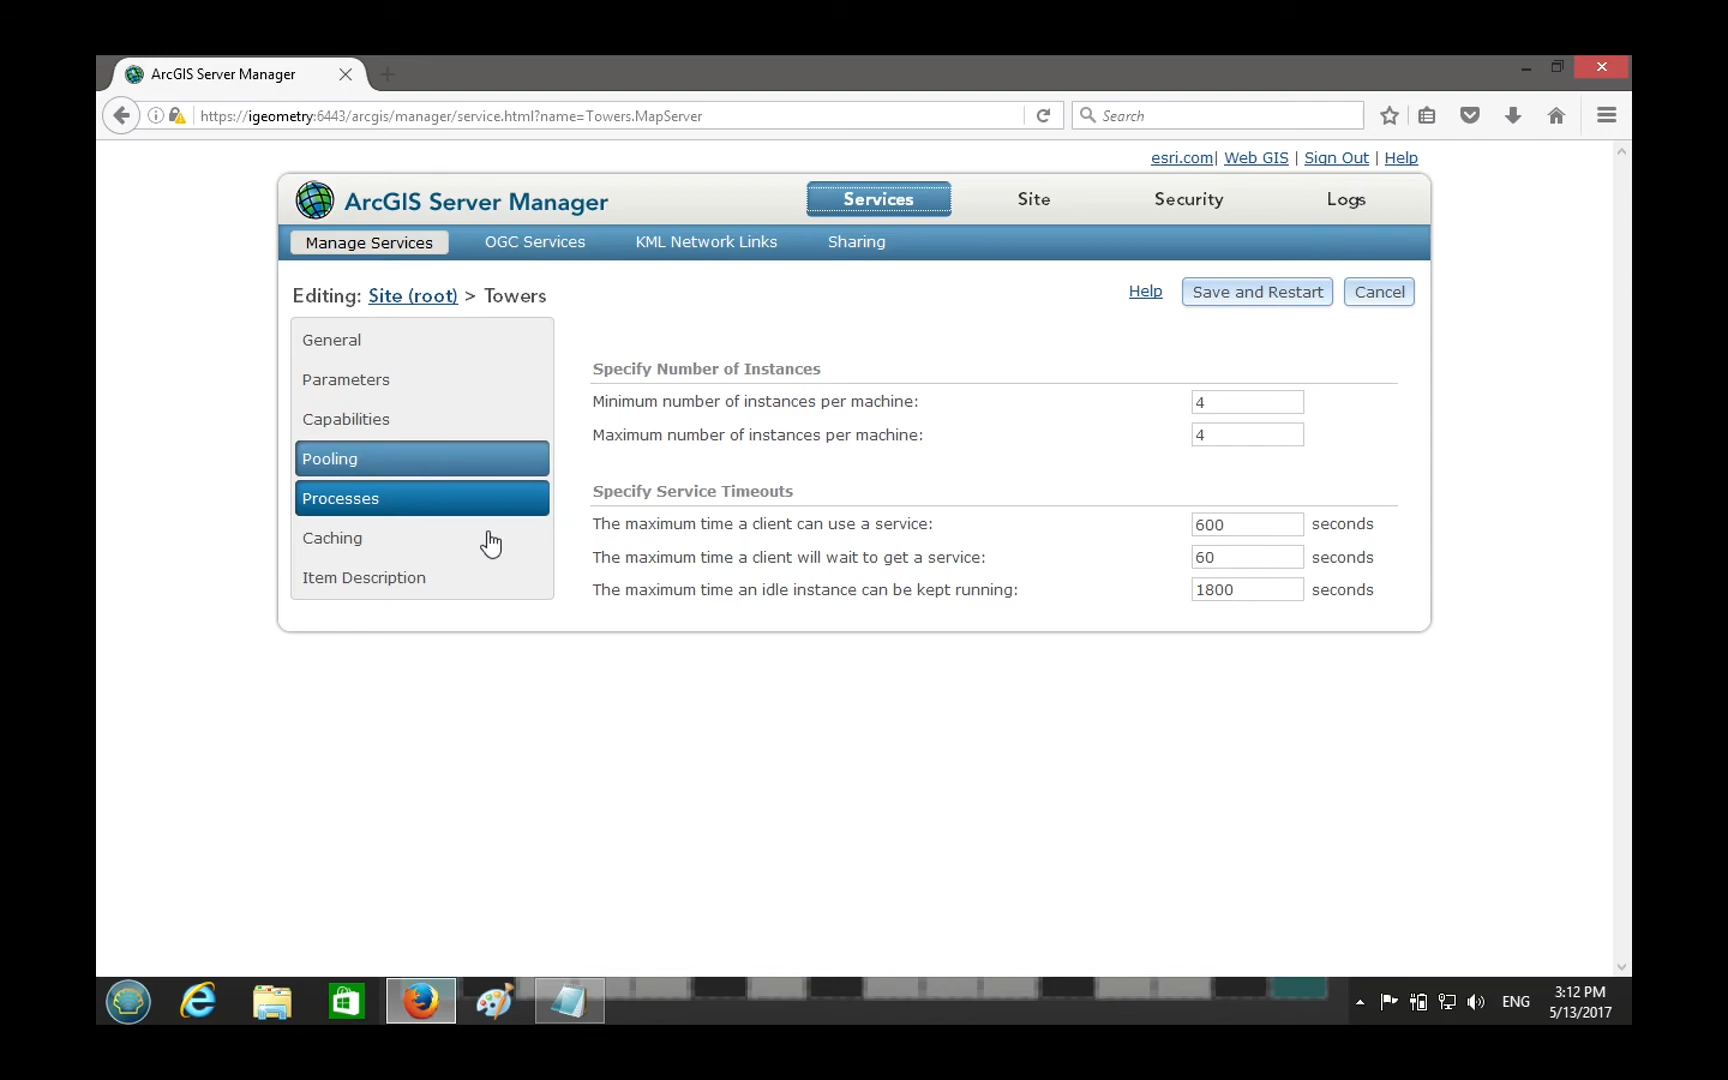 ArcGIS Server Manager
https://igeometry:6443/arcgis/manager/service.html?name=Towers.MapServer
Search
esri.com| Web GIS | Sign Out | Help
ArcGIS Server Manager
Services
Site
Security
Logs
Manage Services
OGC Services
KML Network Links
Sharing
Editing: Site (root) > Towers
Help
Save and Restart
Cancel
General
Parameters
Capabilities
Pooling
Processes
Caching
Item Description
Specify Number of Instances
Minimum number of instances per machine: 4
Maximum number of instances per machine: 4
Specify Service Timeouts
The maximum time a client can use a service: 600 seconds
The maximum time a client will wait to get a service: 60 seconds
The maximum time an idle instance can be kept running: 1800 seconds
ENG
3:12 PM
5/13/2017